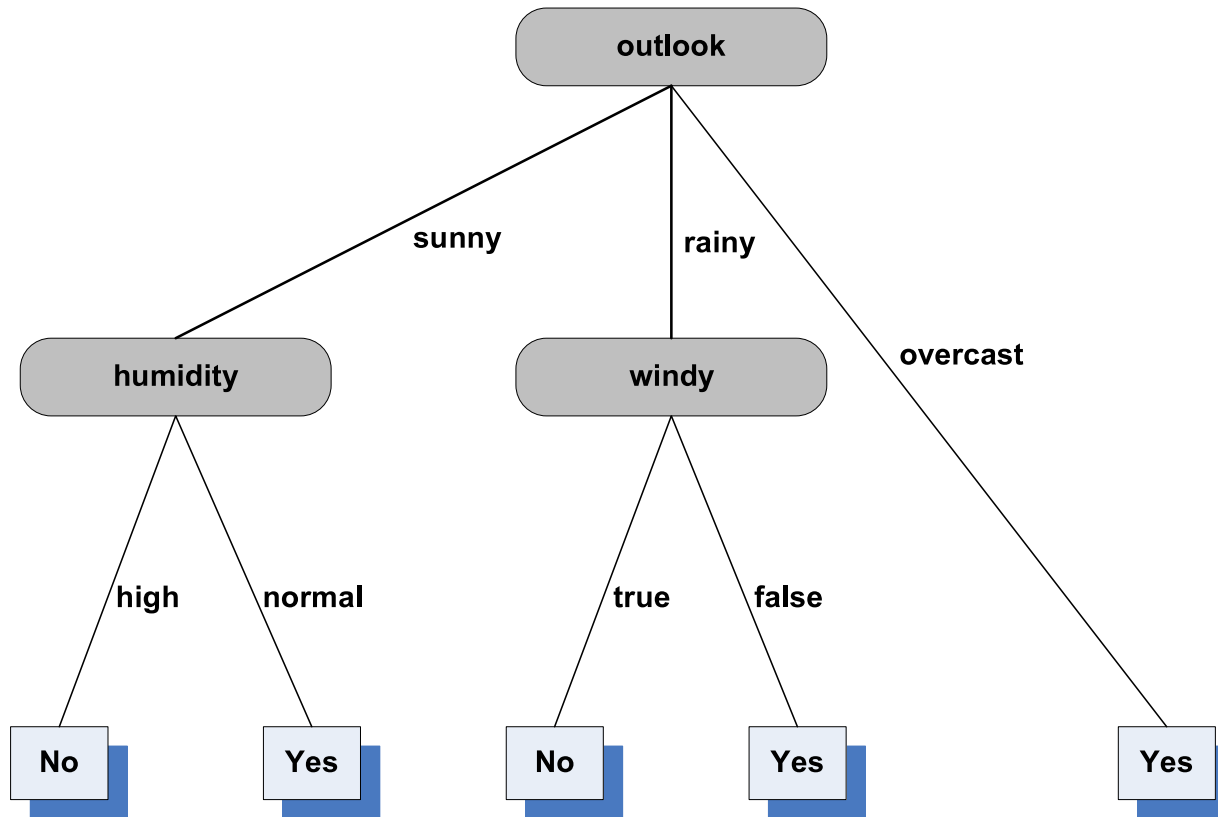 outlook
sunny
rainy
overcast
humidity
windy
high
normal
true
false
No
Yes
No
Yes
Yes